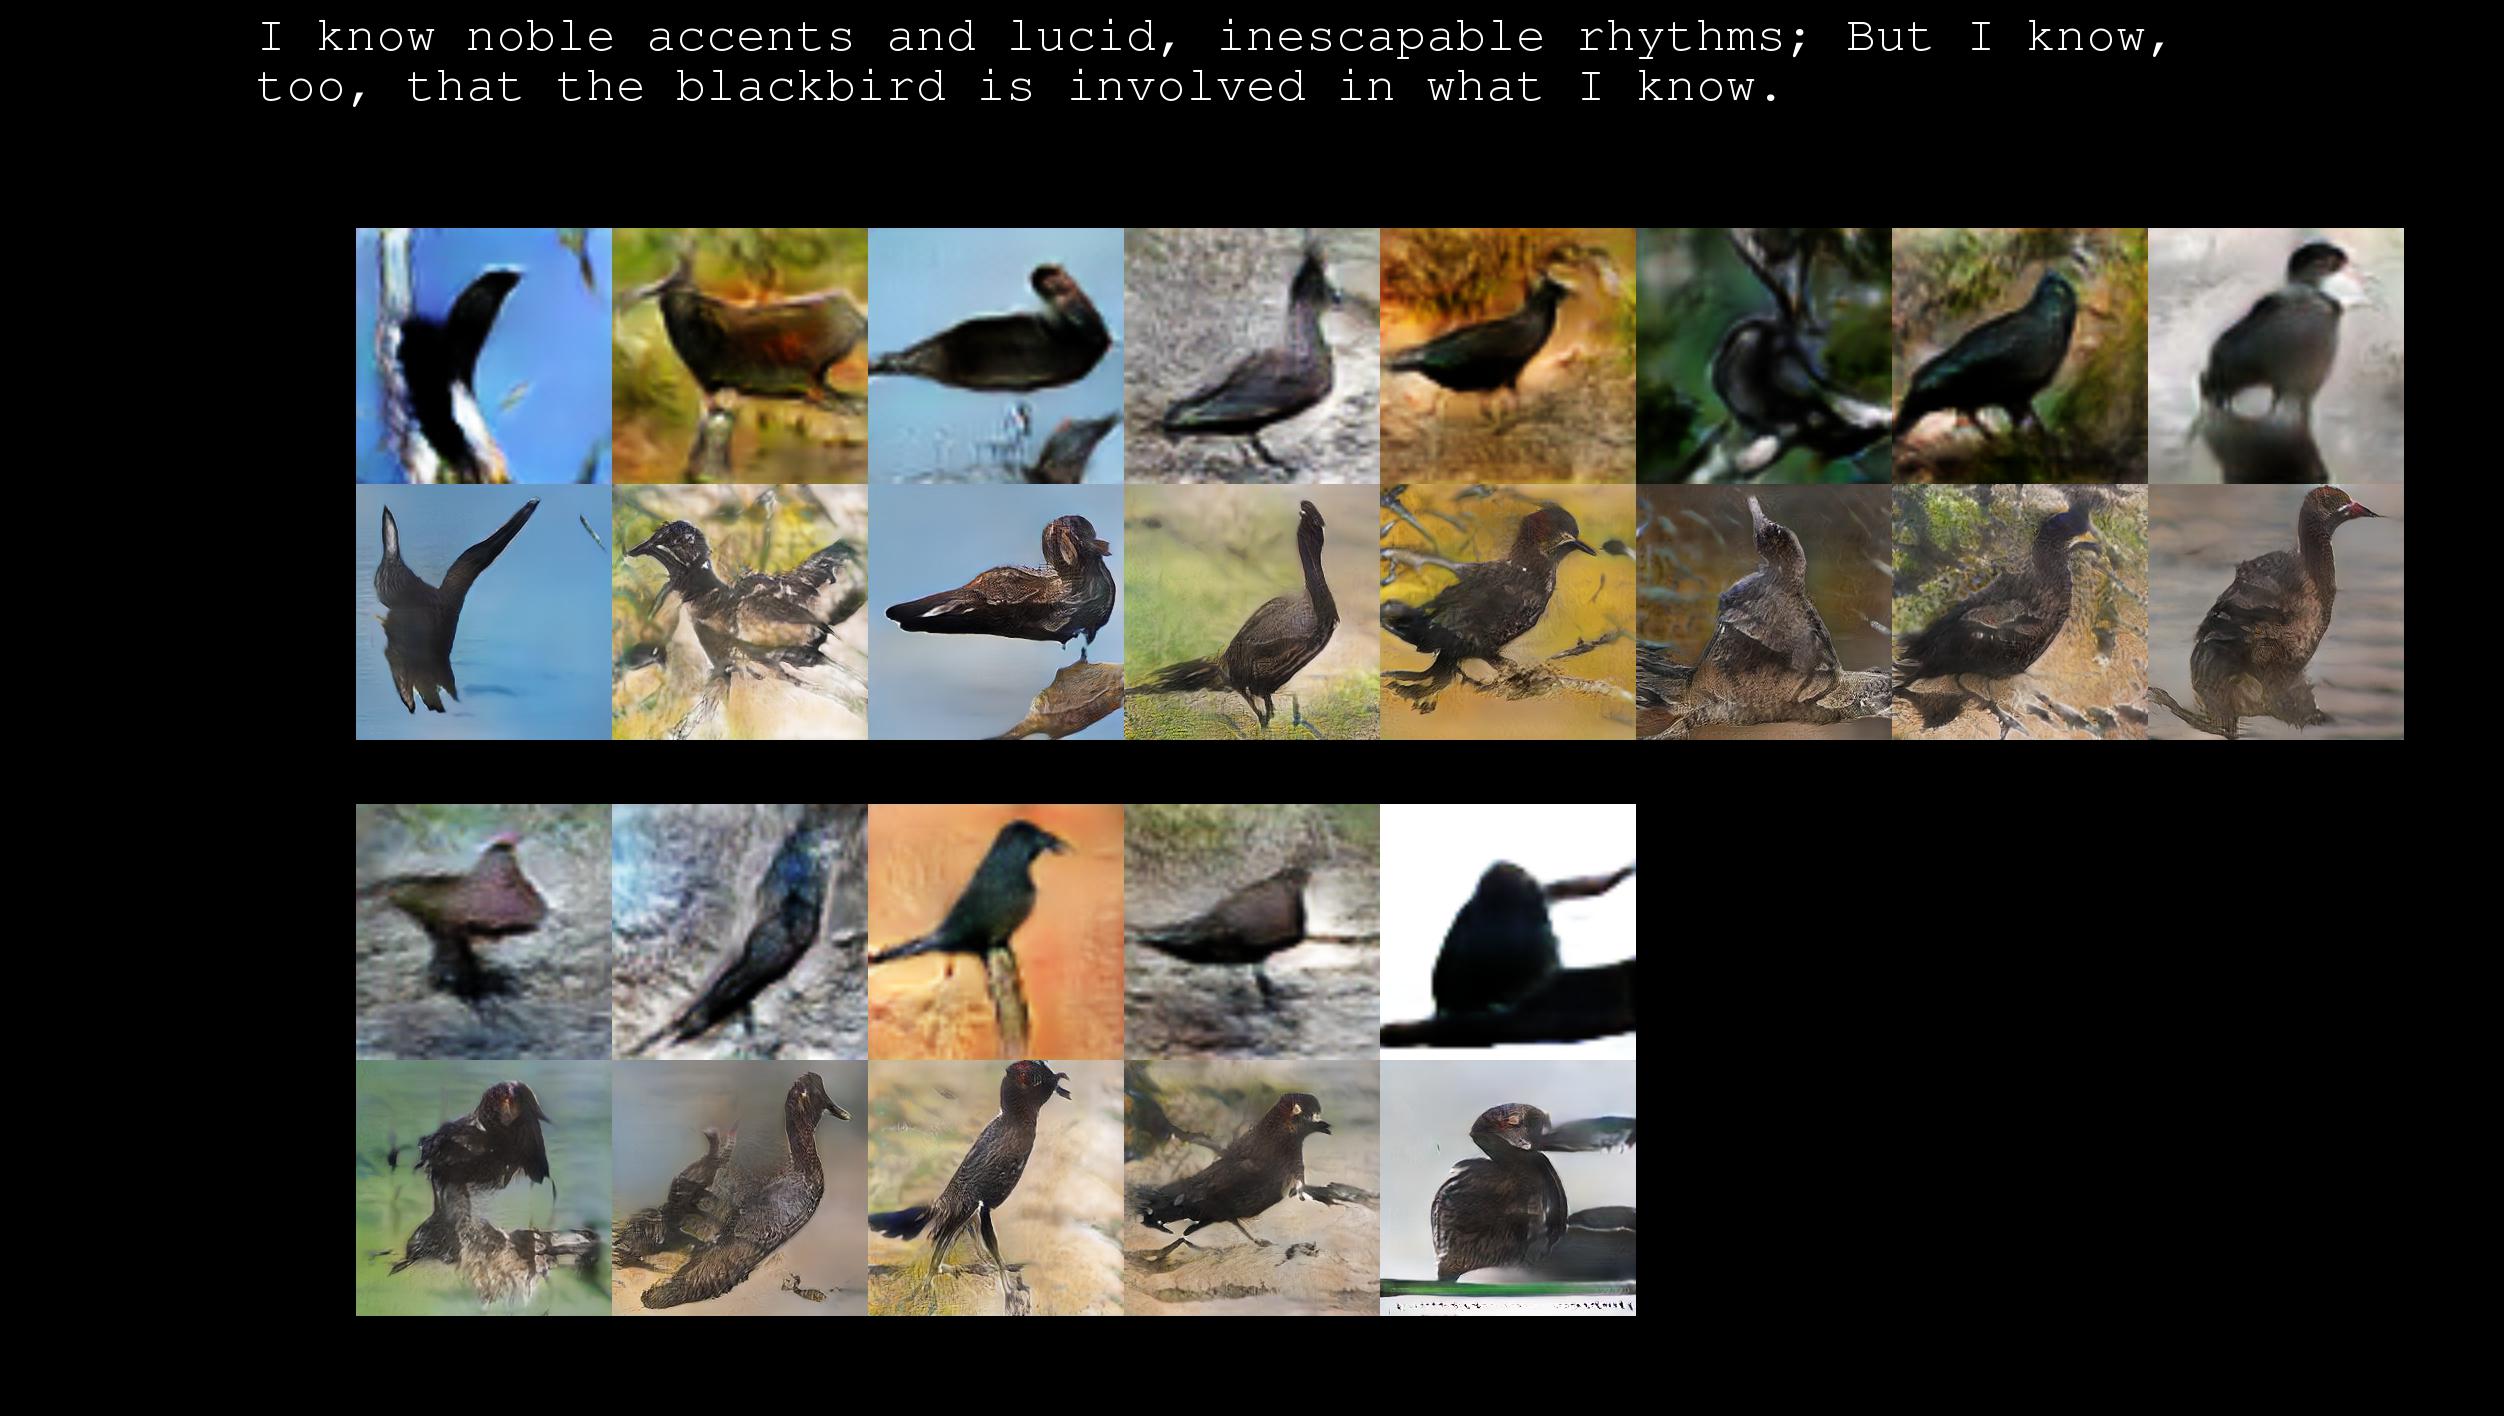 I know noble accents and lucid, inescapable rhythms; But I know,
too, that the blackbird is involved in what I know.